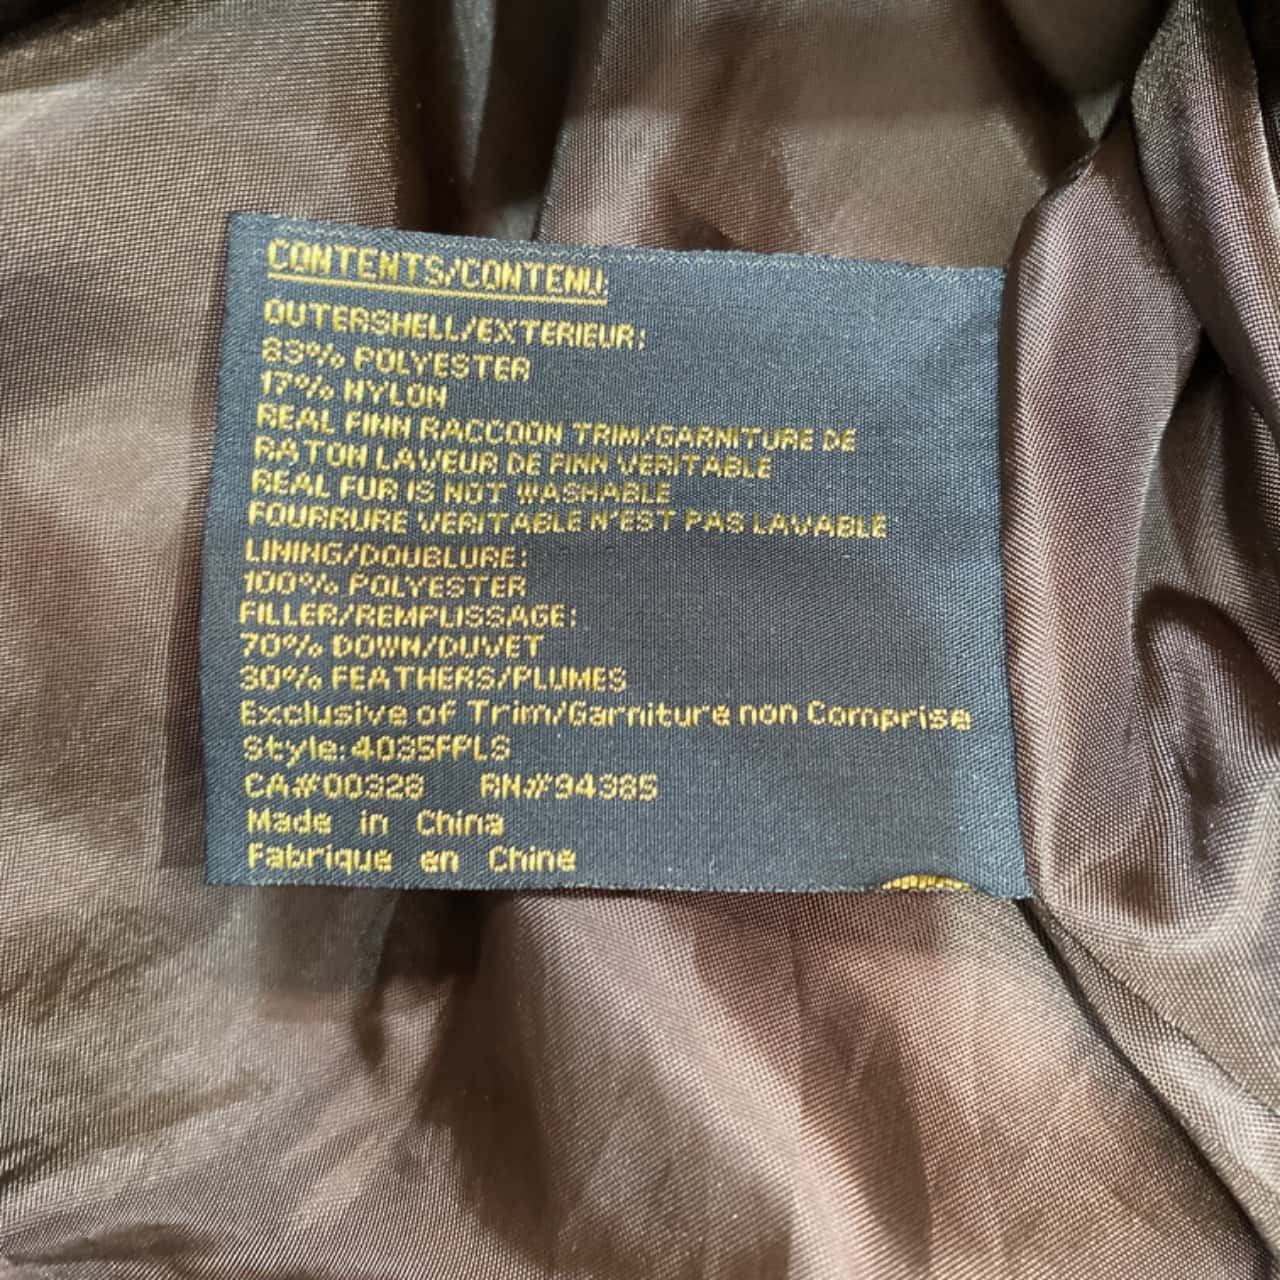 CONTENTS/CONTENU:
OUTERSHELL/EXTERIEUR:
83% POLYESTER
17% NYLON
REAL FINN RACCOON TRIM/GARNITURE DE
RATON LAVEUR DE FINN VERITABLE
REAL FUR IS NOT WASHABLE
FOURRURE VERITABLE N'EST PAS LAVABLE
LINING/DOUBLURE:
100% POLYESTER
FILLER/REMPLISSAGE:
70% DOWN/DUVET
30% FEATHERS/PLUMES
Exclusive of Trim/Garniture non Comprise
Style:4035FPLS
CA#00328 RN#94385
Made in China
Fabrique en Chine